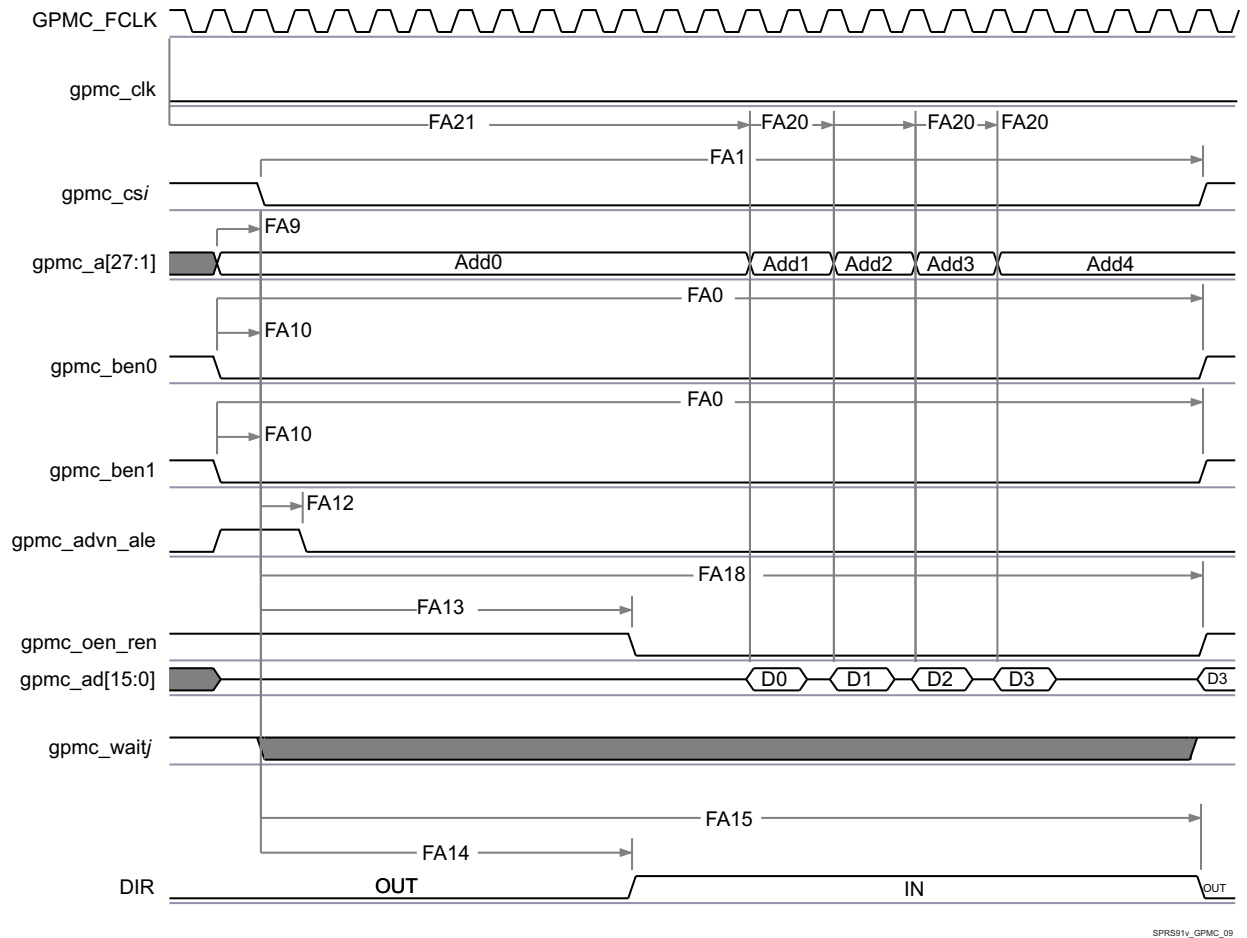 GPMC_FCLK
gpmc_clk
FA21 FA20 FA20 FA20
FA1
gpmc_csi
FA9
gpmc_a[27:1] Add0 Add1 Add2 Add3 Add4
FA0
FA10
gpmc_ben0
FA0
FA10
gpmc_ben1
FA12
gpmc_advn_ale
FA18
FA13
gpmc_oen_ren
gpmc_ad[15:0] D0 D1 D2 D3 D3
gpmc_waitj
FA15
FA14
DIR OUT IN OUT
SPRS91v_GPMC_09